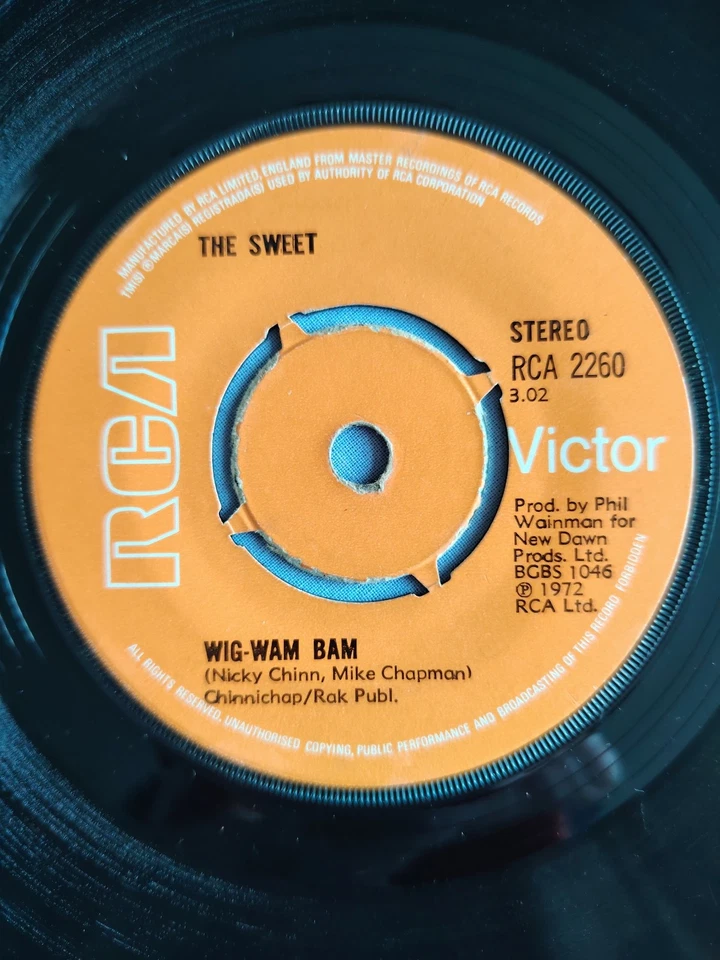 MANUFACTURED BY RCA LIMITED, ENGLAND FROM MASTER RECORDINGS OF RCA RECORDS
TM(S) ® MARCA(S) REGISTRADA(S) USED BY AUTHORITY OF RCA CORPORATION
THE SWEET
RCA
STEREO
RCA 2260
3.02
Victor
Prod. by Phil
Wainman for
New Dawn
Prods. Ltd.
BGBS 1046
℗ 1972
RCA Ltd.
WIG-WAM BAM
(Nicky Chinn, Mike Chapman)
Chinnichap/Rak Publ.
ALL RIGHTS RESERVED, UNAUTHORISED COPYING, PUBLIC PERFORMANCE AND BROADCASTING OF THIS RECORD FORBIDDEN